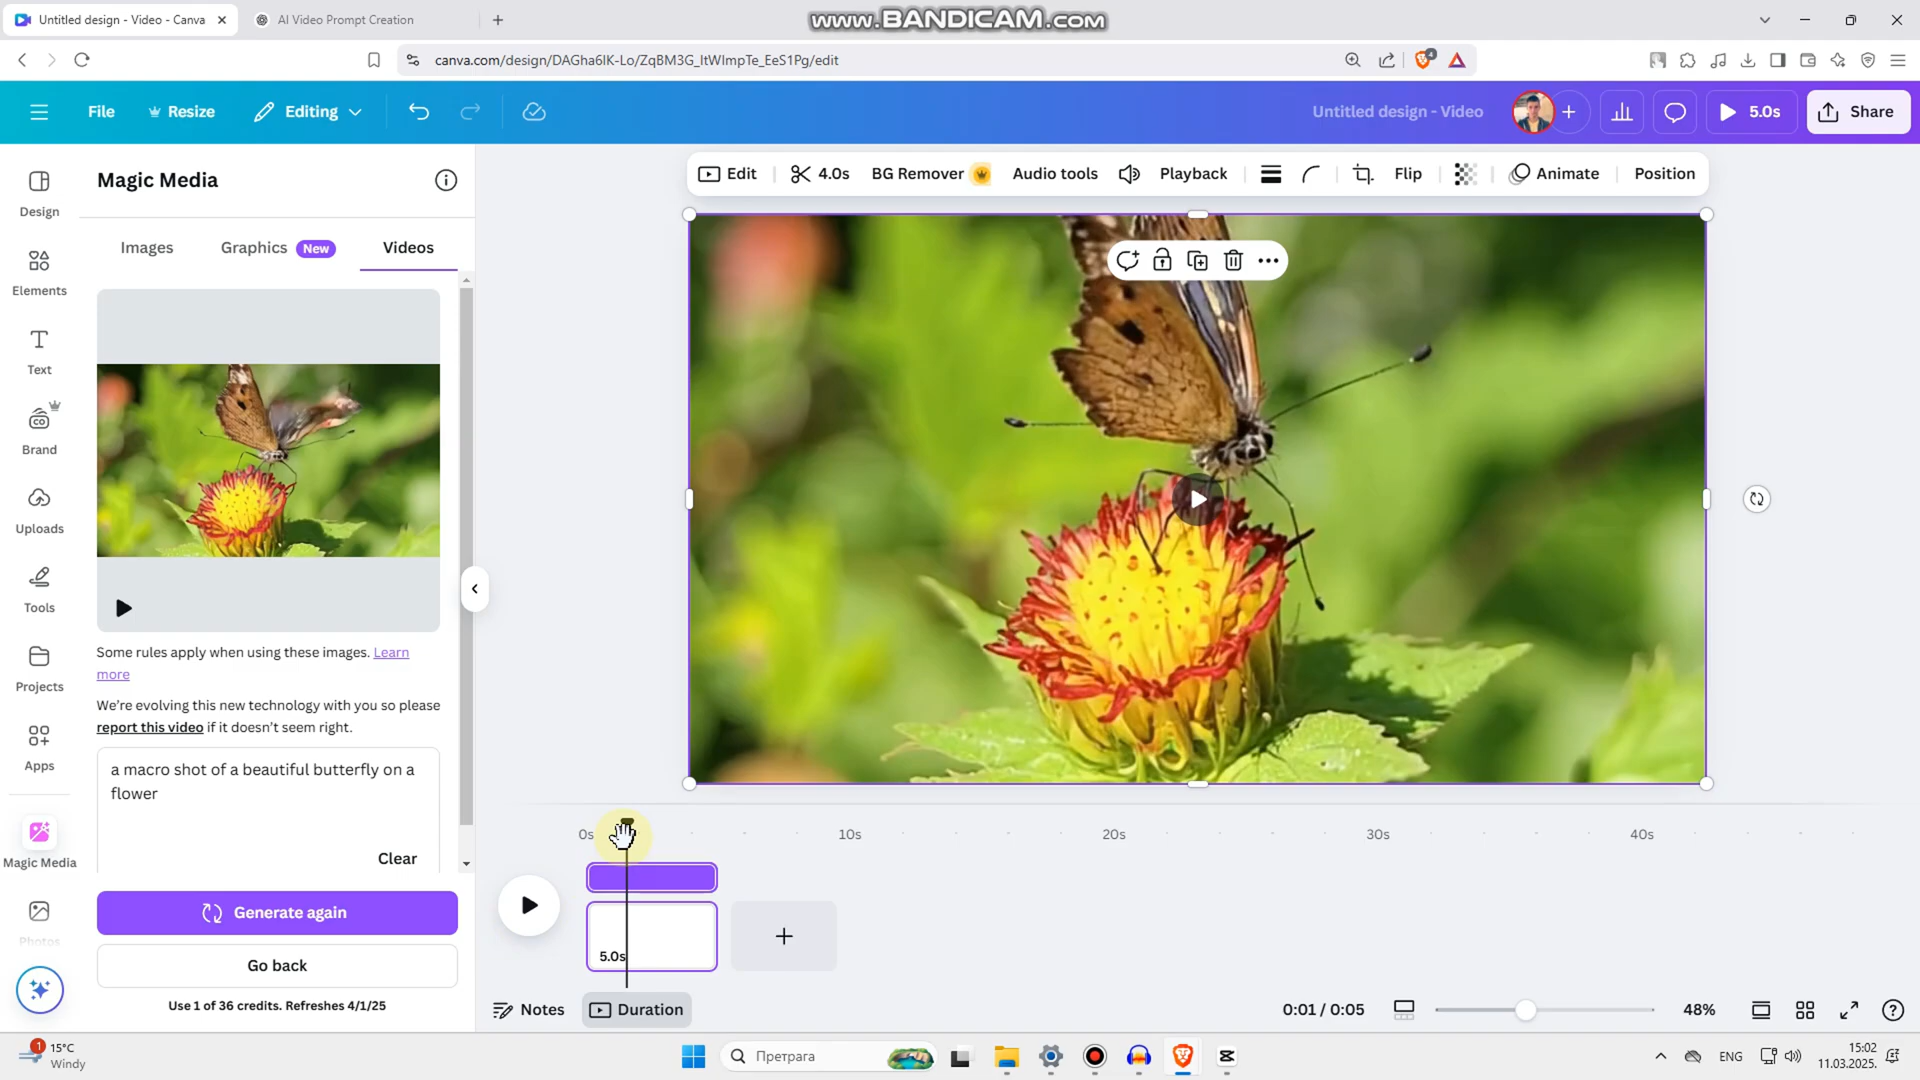 Untitled design - Video - Canva
AI Video Prompt Creation
www.BANDICAM.com
canva.com/design/DAGha6IK-Lo/ZqBM3G_ItWImpTe_EeS1Pg/edit
4
File
Resize
Editing
Untitled design - Video
5.0s
Share
Design
Elements
Text
Brand
Uploads
Tools
Projects
Apps
Magic Media
Photos
Magic Media
Images
Graphics New
Videos
Some rules apply when using these images. Learn
more
We're evolving this new technology with you so please
report this video if it doesn't seem right.
a macro shot of a beautiful butterfly on a
flower
Clear
Generate again
Go back
Use 1 of 36 credits. Refreshes 4/1/25
Edit
4.0s
BG Remover
Audio tools
Playback
Flip
Animate
Position
0s
10s
20s
30s
40s
5.0s
Notes
Duration
0:01 / 0:05
48%
1
15°C
Windy
Претрага
ENG
15:02
11.03.2025.